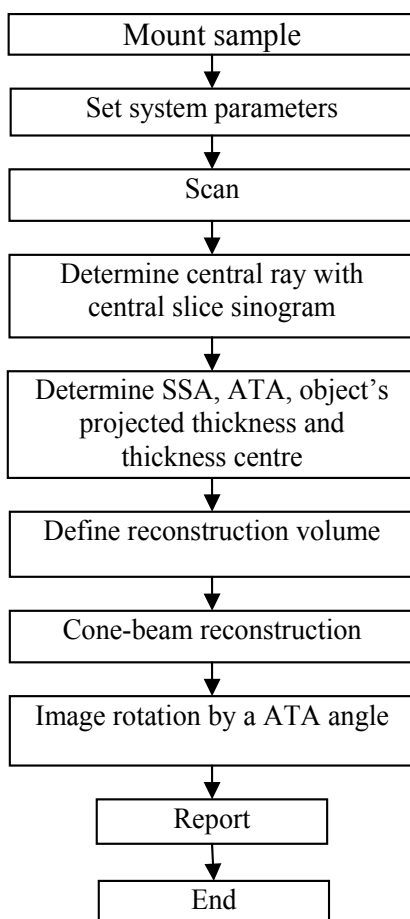 Mount sample
Set system parameters
Scan
Determine central ray with
central slice sinogram
Determine SSA, ATA, object’s
projected thickness and
thickness centre
Define reconstruction volume
Cone-beam reconstruction
Image rotation by a ATA angle
Report
End